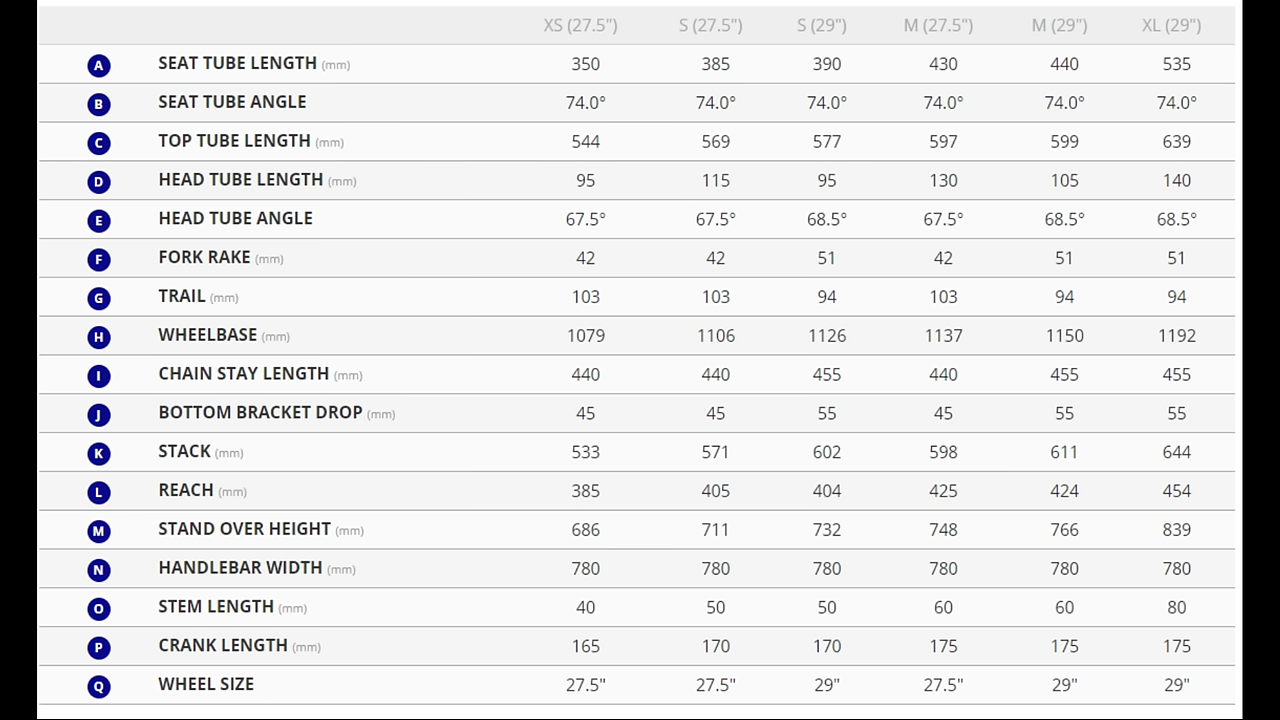 XS (27.5") S (27.5") S (29") M (27.5") M (29") XL (29")
A SEAT TUBE LENGTH (mm) 350 385 390 430 440 535
B SEAT TUBE ANGLE 74.0° 74.0° 74.0° 74.0° 74.0° 74.0°
C TOP TUBE LENGTH (mm) 544 569 577 597 599 639
D HEAD TUBE LENGTH (mm) 95 115 95 130 105 140
E HEAD TUBE ANGLE 67.5° 67.5° 68.5° 67.5° 68.5° 68.5°
F FORK RAKE (mm) 42 42 51 42 51 51
G TRAIL (mm) 103 103 94 103 94 94
H WHEELBASE (mm) 1079 1106 1126 1137 1150 1192
I CHAIN STAY LENGTH (mm) 440 440 455 440 455 455
J BOTTOM BRACKET DROP (mm) 45 45 55 45 55 55
K STACK (mm) 533 571 602 598 611 644
L REACH (mm) 385 405 404 425 424 454
M STAND OVER HEIGHT (mm) 686 711 732 748 766 839
N HANDLEBAR WIDTH (mm) 780 780 780 780 780 780
O STEM LENGTH (mm) 40 50 50 60 60 80
P CRANK LENGTH (mm) 165 170 170 175 175 175
Q WHEEL SIZE 27.5" 27.5" 29" 27.5" 29" 29"